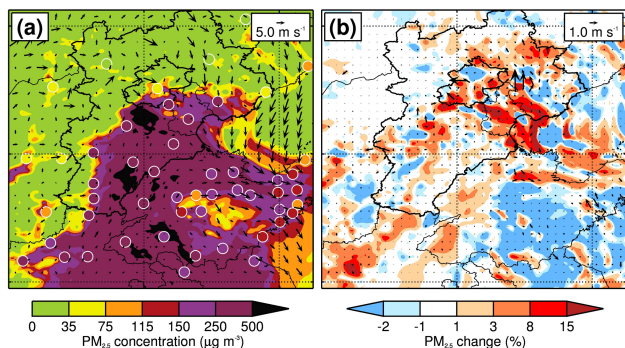 (a)
5.0 m s⁻¹
(b)
1.0 m s⁻¹
0 35 75 115 150 250 500
PM₂.₅ concentration (µg m⁻³)
-2 -1 1 3 8 15
PM₂.₅ change (%)